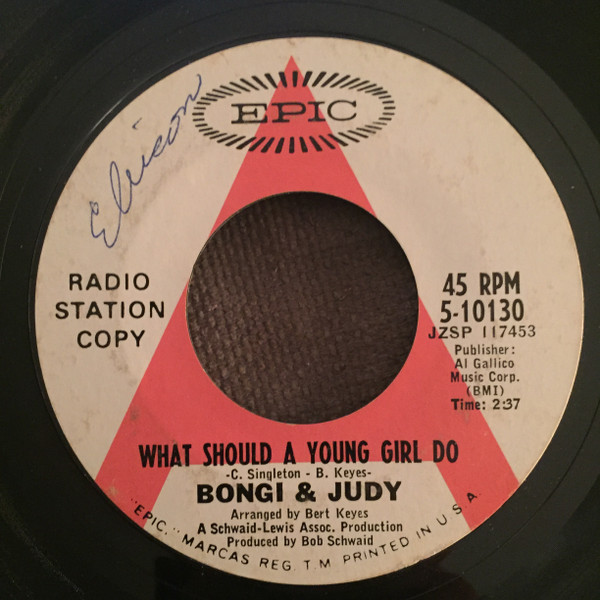 EPIC
RADIO
STATION
COPY
45 RPM
5-10130
JZSP 117453
Publisher:
Al Gallico
Music Corp.
(BMI)
Time: 2:37
WHAT SHOULD A YOUNG GIRL DO
-C. Singleton - B. Keyes-
BONGI & JUDY
Arranged by Bert Keyes
A Schwaid-Lewis Assoc. Production
Produced by Bob Schwaid
"EPIC," MARCAS REG. T.M. PRINTED IN U.S.A.